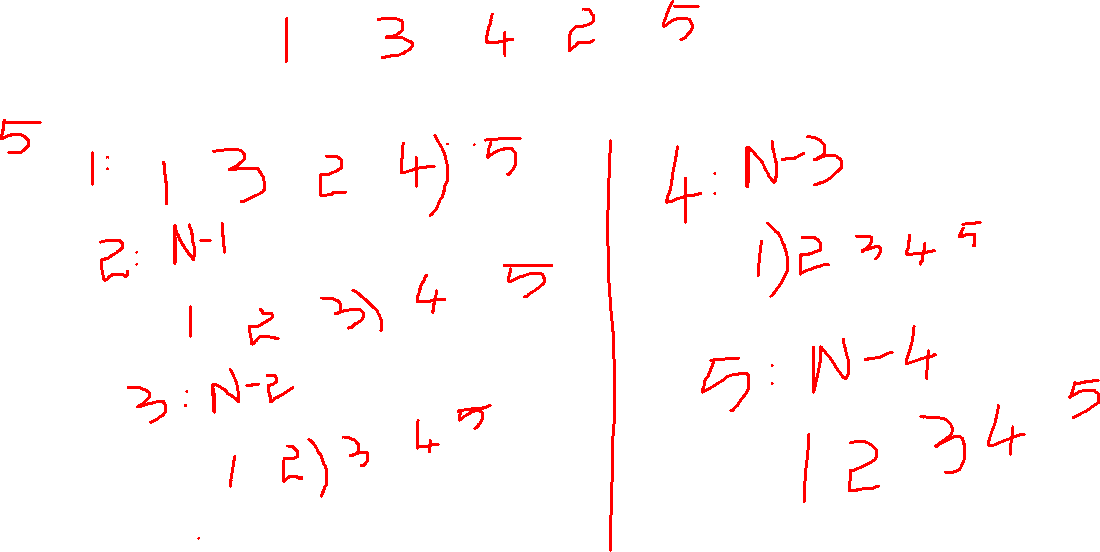 1 3 4 2 5
5
1: 1 3 2 4) 5
2: N-1
1 2 3) 4 5
3: N-2
1 2) 3 4 5
4: N-3
1) 2 3 4 5
5: N-4
1 2 3 4 5